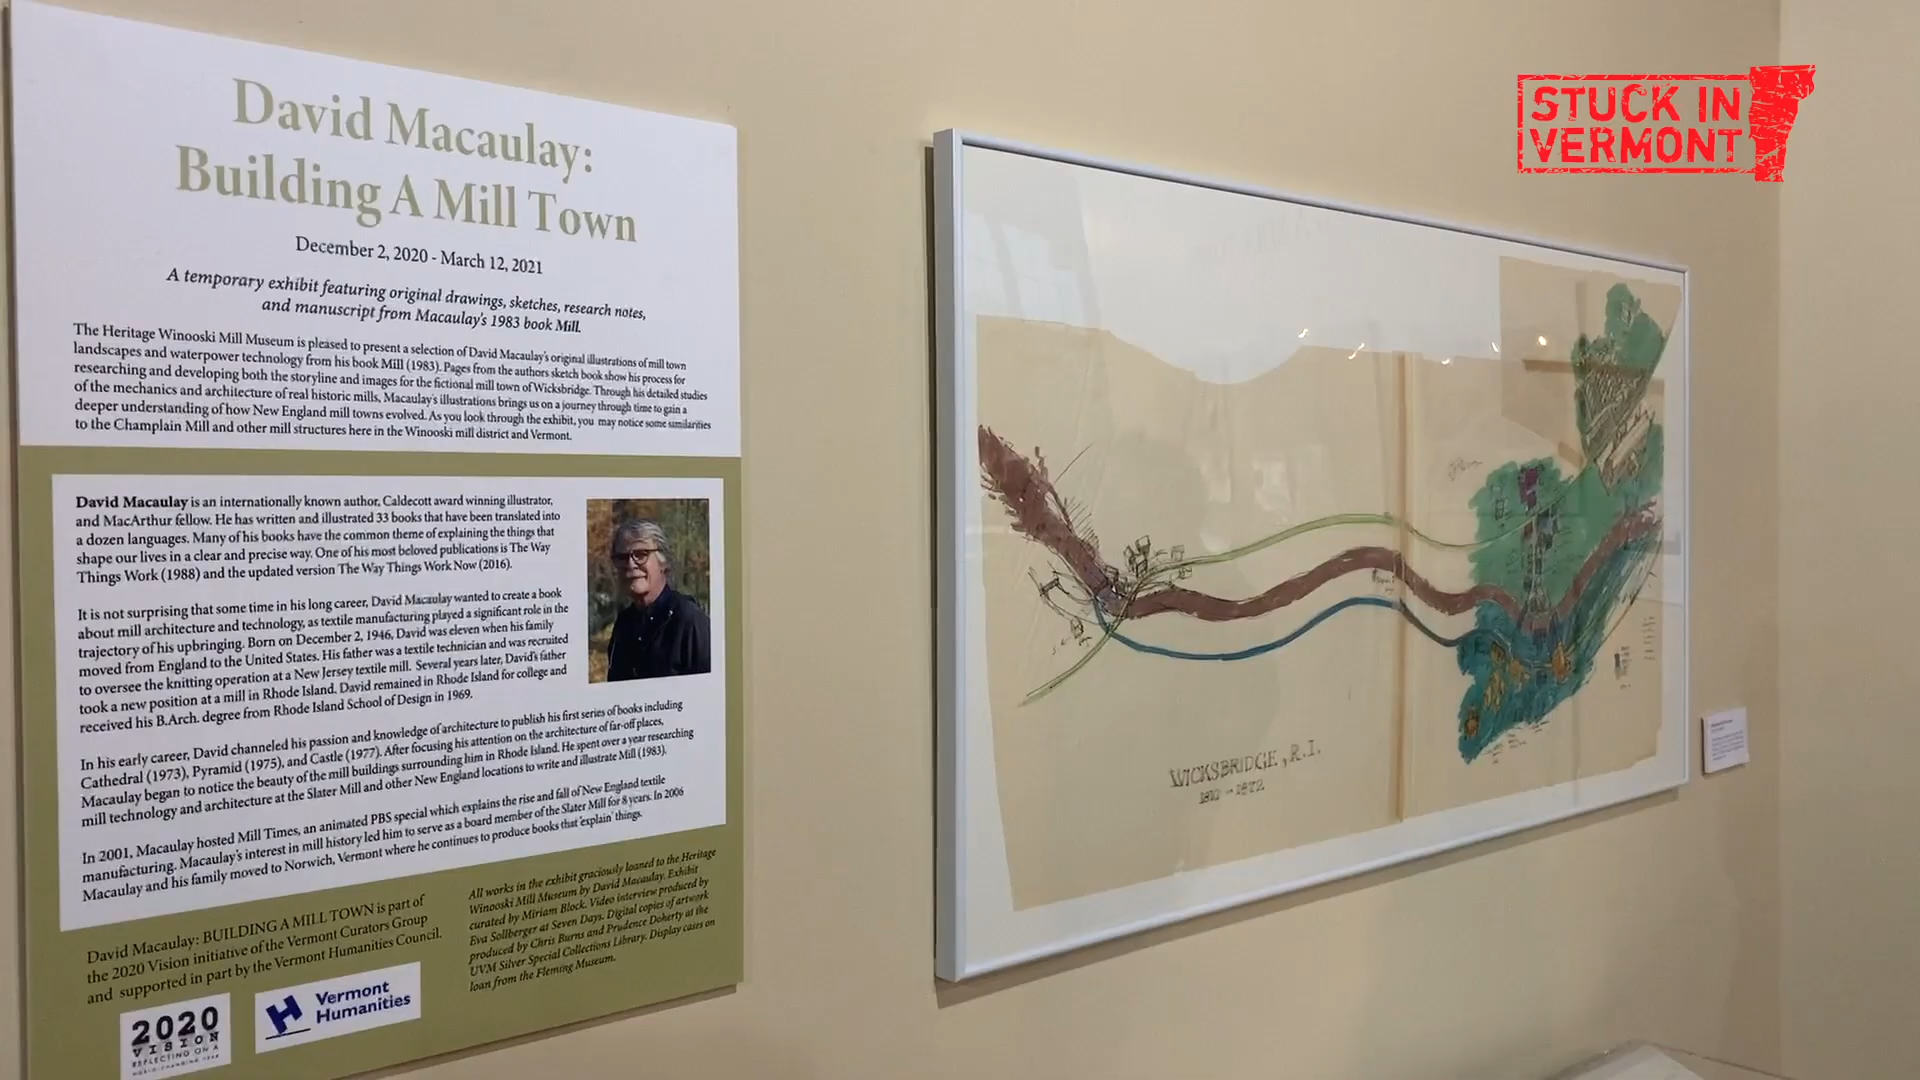 David Macaulay:
Building A Mill Town
December 2, 2020 - March 12, 2021
A temporary exhibit featuring original drawings, sketches, research notes,
and manuscript from Macaulay's 1983 book Mill.
The Heritage Winooski Mill Museum is pleased to present a selection of David Macaulay's original illustrations of mill town
landscapes and waterpower technology from his book Mill (1983). Pages from the authors sketch book show his process for
researching and developing both the storyline and images for the fictional mill town of Wicksbridge. Through his detailed studies
of the mechanics and architecture of real historic mills, Macaulay's illustrations brings us on a journey through time to gain a
deeper understanding of how New England mill towns evolved. As you look through the exhibit, you may notice some similarities
to the Champlain Mill and other mill structures here in the Winooski mill district and Vermont.
David Macaulay is an internationally known author, Caldecott award winning illustrator,
and MacArthur fellow. He has written and illustrated 33 books that have been translated into
a dozen languages. Many of his books have the common theme of explaining the things that
shape our lives in a clear and precise way. One of his most beloved publications is The Way
Things Work (1988) and the updated version The Way Things Work Now (2016).
It is not surprising that some time in his long career, David Macaulay wanted to create a book
about mill architecture and technology, as textile manufacturing played a significant role in the
trajectory of his upbringing. Born on December 2, 1946, David was eleven when his family
moved from England to the United States. His father was a textile technician and was recruited
to oversee the knitting operation at a New Jersey textile mill. Several years later, David's father
took a new position at a mill in Rhode Island. David remained in Rhode Island for college and
received his B.Arch. degree from Rhode Island School of Design in 1969.
In his early career, David channeled his passion and knowledge of architecture to publish his first series of books including
Cathedral (1973), Pyramid (1975), and Castle (1977). After focusing his attention on the architecture of far-off places,
Macaulay began to notice the beauty of the mill buildings surrounding him in Rhode Island. He spent over a year researching
mill technology and architecture at the Slater Mill and other New England locations to write and illustrate Mill (1983).
In 2001, Macaulay hosted Mill Times, an animated PBS special which explains the rise and fall of New England textile
manufacturing. Macaulay's interest in mill history led him to serve as a board member of the Slater Mill for 8 years. In 2006
Macaulay and his family moved to Norwich, Vermont where he continues to produce books that 'explain' things.
David Macaulay: BUILDING A MILL TOWN is part of
the 2020 Vision initiative of the Vermont Curators Group
and supported in part by the Vermont Humanities Council.
All works in the exhibit graciously loaned to the Heritage
Winooski Mill Museum by David Macaulay. Exhibit
curated by Miriam Block. Video interview produced by
Eva Sollberger at Seven Days. Digital copies of artwork
produced by Chris Burns and Prudence Doherty at the
UVM Silver Special Collections Library. Display cases on
loan from the Fleming Museum.
2020
VISION
REFLECTING ON A
WORLD-CHANGING YEAR
Vermont
Humanities
WICKSBRIDGE, R.I.
1810 - 1872
STUCK IN
VERMONT